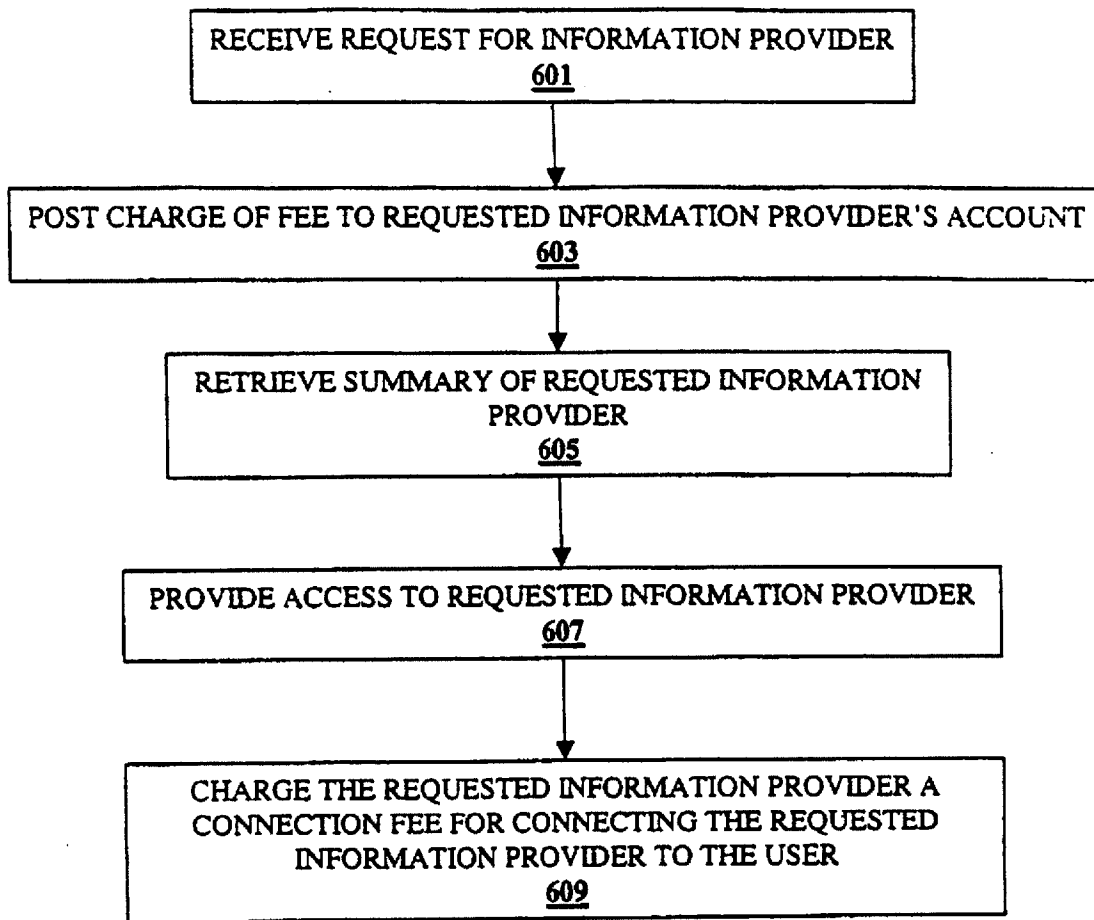 RECEIVE REQUEST FOR INFORMATION PROVIDER
601
POST CHARGE OF FEE TO REQUESTED INFORMATION PROVIDER'S ACCOUNT
603
RETRIEVE SUMMARY OF REQUESTED INFORMATION
PROVIDER
605
PROVIDE ACCESS TO REQUESTED INFORMATION PROVIDER
607
CHARGE THE REQUESTED INFORMATION PROVIDER A
CONNECTION FEE FOR CONNECTING THE REQUESTED
INFORMATION PROVIDER TO THE USER
609